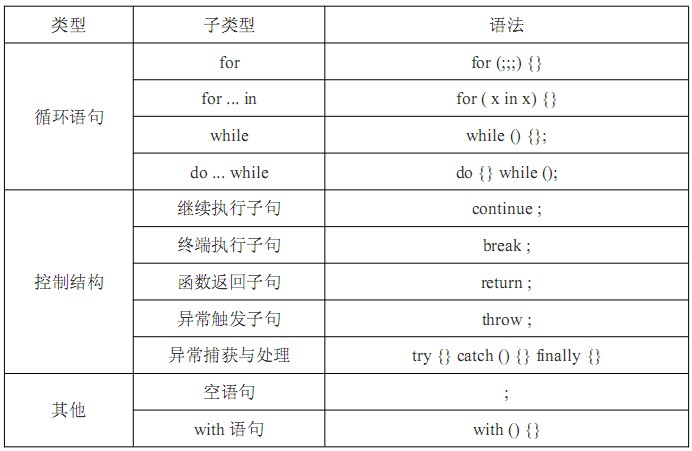 类型 子类型 语法
循环语句
for for (;;;) {}
for ... in for ( x in x) {}
while while () {};
do ... while do {} while ();
控制结构
继续执行子句 continue ;
终端执行子句 break ;
函数返回子句 return ;
异常触发子句 throw ;
异常捕获与处理 try {} catch () {} finally {}
其他
空语句 ;
with 语句 with () {}